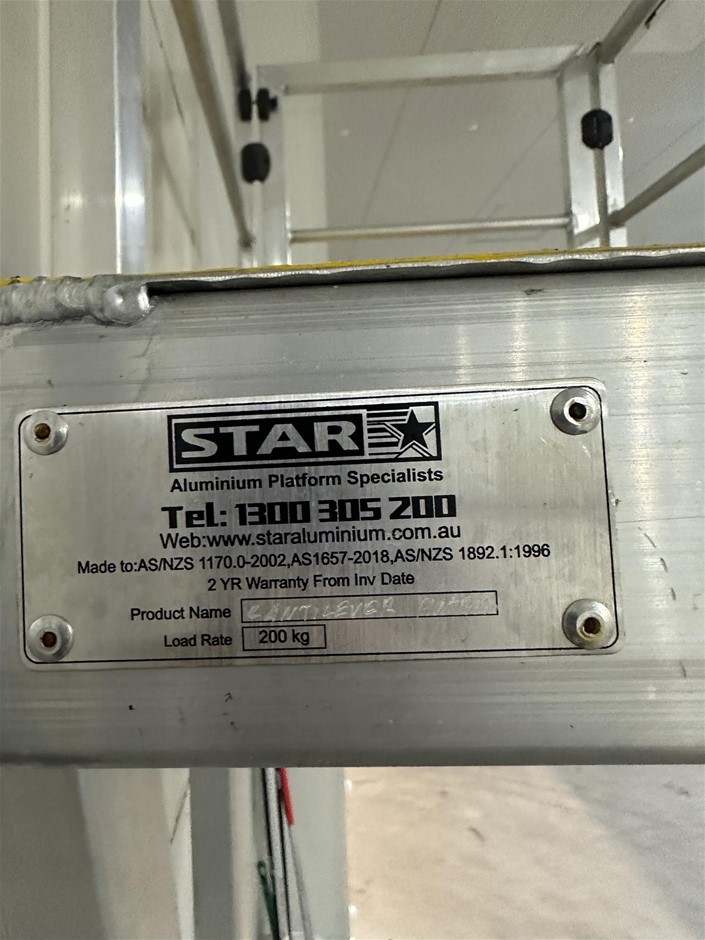 STAR
Aluminium Platform Specialists
Tel: 1300 305 200
Web:www.staraluminium.com.au
Made to:AS/NZS 1170.0-2002,AS1657-2018,AS/NZS 1892.1:1996
2 YR Warranty From Inv Date
Product Name CANTILEVER
Load Rate 200 kg